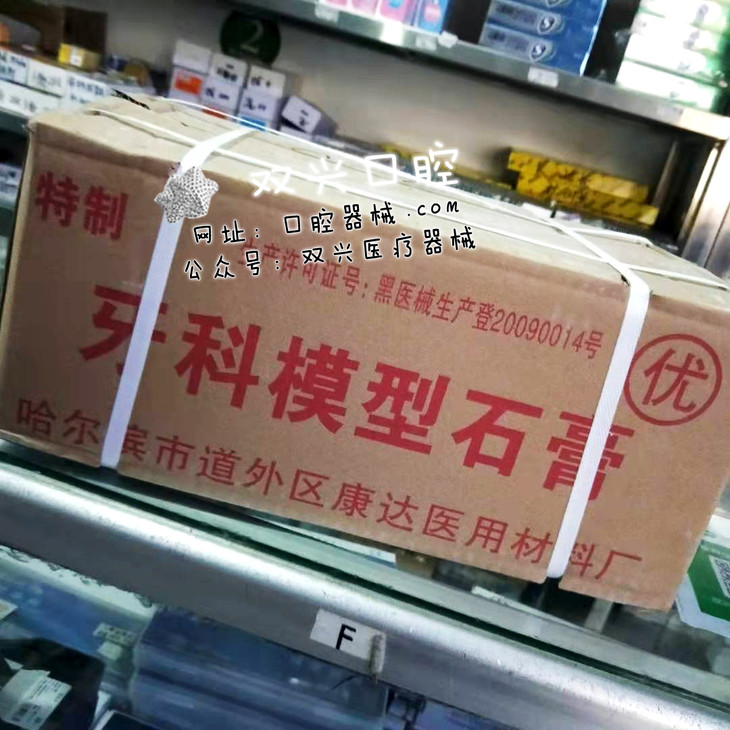 2
双兴口腔
特制
网址：口腔器械.com
公众号：双兴医疗器械
生产许可证号：黑医械生产登20090014号
牙科模型石膏
优
哈尔滨市道外区康达医用材料厂
F